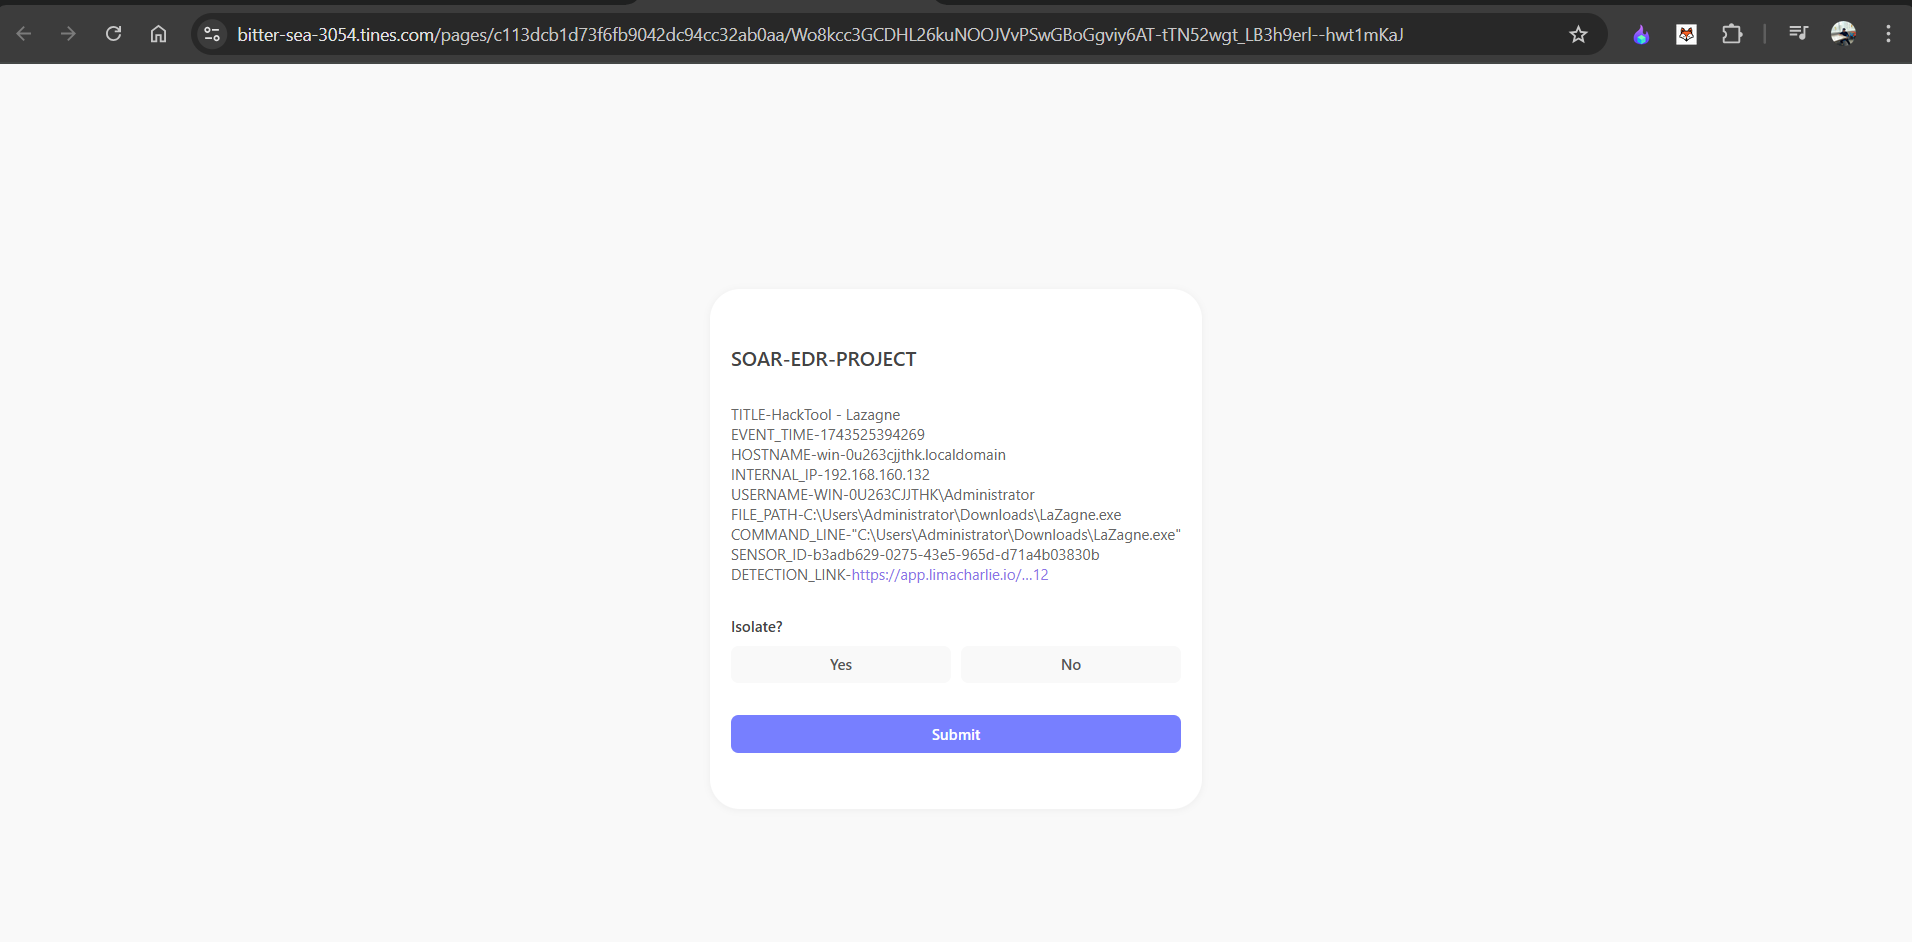 bitter-sea-3054.tines.com/pages/c113dcb1d73f6fb9042dc94cc32ab0aa/Wo8kcc3GCDHL26kuNOOJVvPSwGBoGgviy6AT-tTN52wgt_LB3h9erI--hwt1mKaJ
SOAR-EDR-PROJECT
TITLE-HackTool - Lazagne
EVENT_TIME-1743525394269
HOSTNAME-win-0u263cjjthk.localdomain
INTERNAL_IP-192.168.160.132
USERNAME-WIN-0U263CJJTHK\Administrator
FILE_PATH-C:\Users\Administrator\Downloads\LaZagne.exe
COMMAND_LINE-"C:\Users\Administrator\Downloads\LaZagne.exe"
SENSOR_ID-b3adb629-0275-43e5-965d-d71a4b03830b
DETECTION_LINK-https://app.limacharlie.io/...12
Isolate?
Yes No
Submit